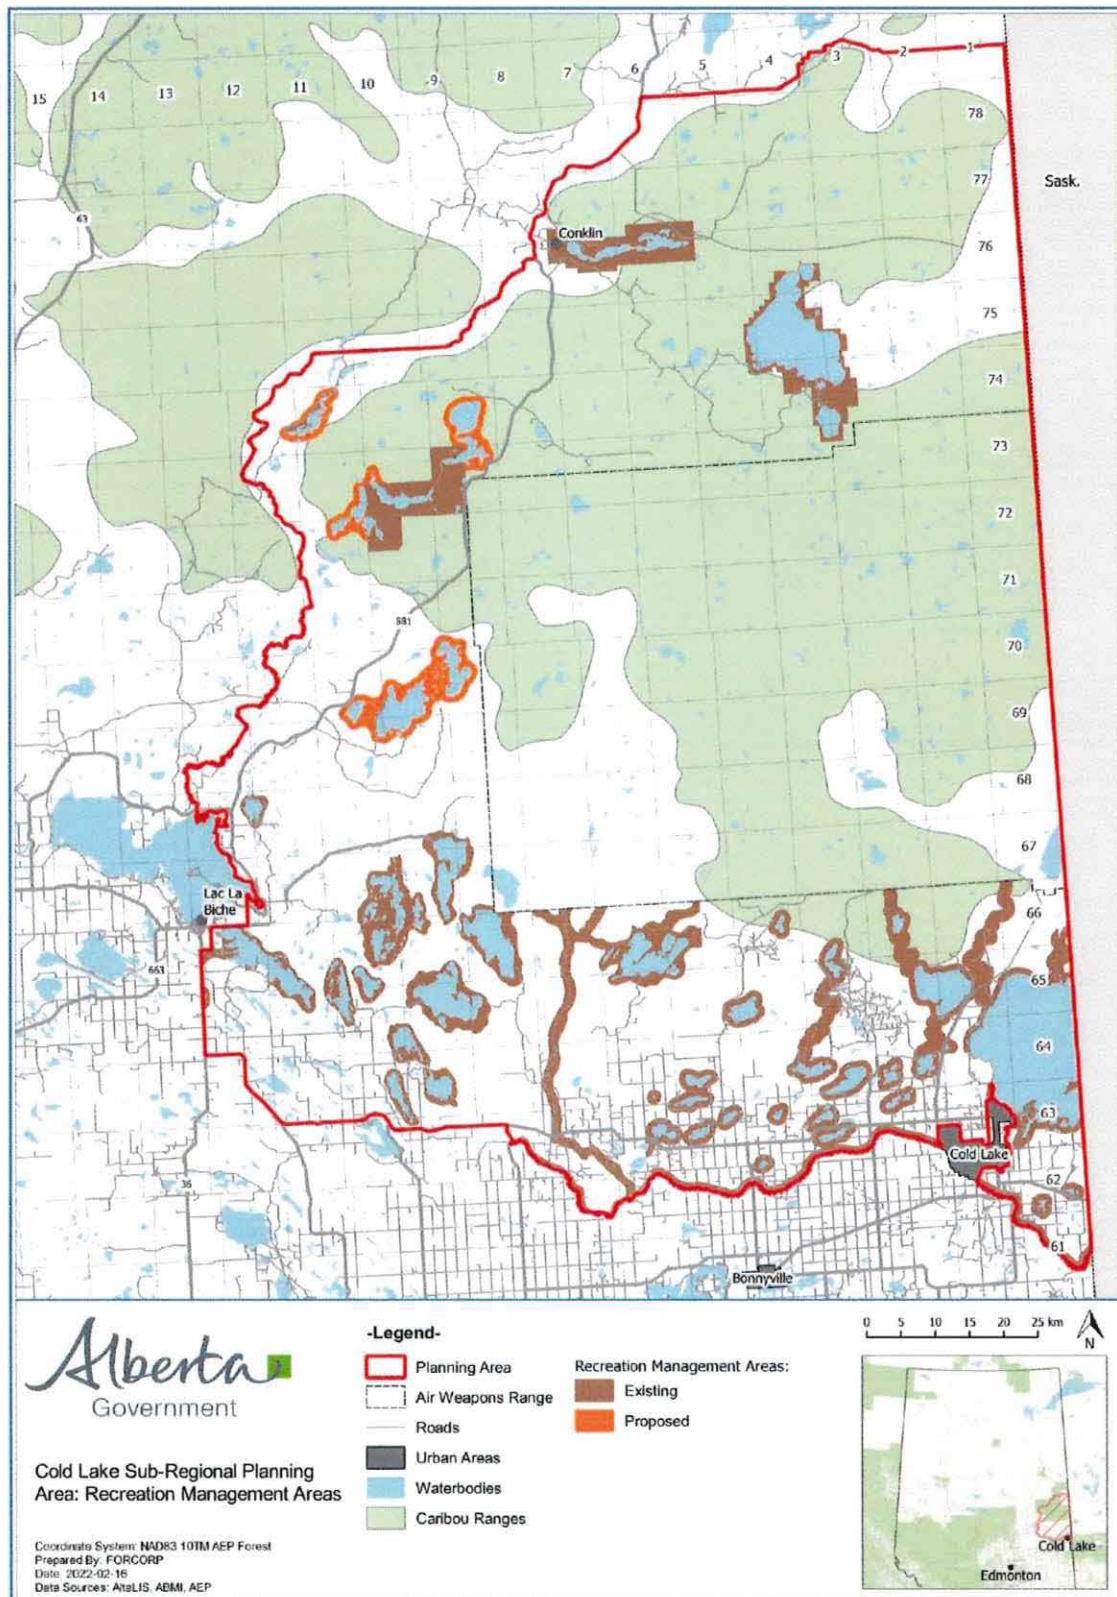 15
14
13
12
11
10
9
8
7
6
5
4
3
2
1
78
77
Sask.
63
Conklin
76
75
74
73
72
71
881
70
69
68
67
Lac La
Biche
66
663
65
64
63
Cold Lake
62
36
61
Bonnyville
Alberta
Government
Cold Lake Sub-Regional Planning
Area: Recreation Management Areas
Coordinate System: NAD83 10TM AEP Forest
Prepared By: FORCORP
Date: 2022-02-16
Data Sources: AltaLIS, ABMI, AEP
-Legend-
Planning Area
Air Weapons Range
Roads
Urban Areas
Waterbodies
Caribou Ranges
Recreation Management Areas:
Existing
Proposed
0 5 10 15 20 25 km
N
Cold Lake
Edmonton